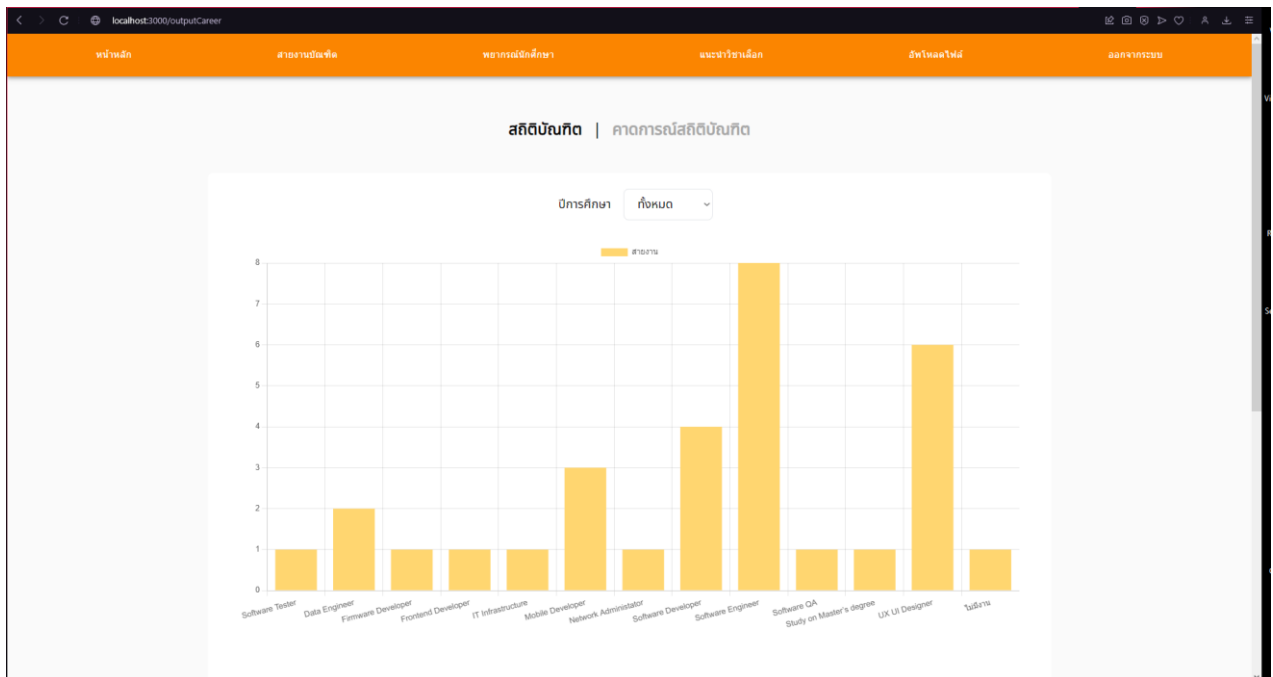 localhost:3000/outputCareer
หน้าหลัก สายงานบัณฑิต พยากรณ์นักศึกษา แนะนำวิชาเลือก อัพโหลดไฟล์ ออกจากระบบ
สถิติบัณฑิต | คาดการณ์สถิติบัณฑิต
ปีการศึกษา ทั้งหมด
สายงาน
8
7
6
5
4
3
2
1
0
Software Tester
Data Engineer
Firmware Developer
Frontend Developer
IT Infrastructure
Mobile Developer
Network Administator
Software Developer
Software Engineer
Software QA
Study on Master's degree
UX UI Designer
ไม่มีงาน